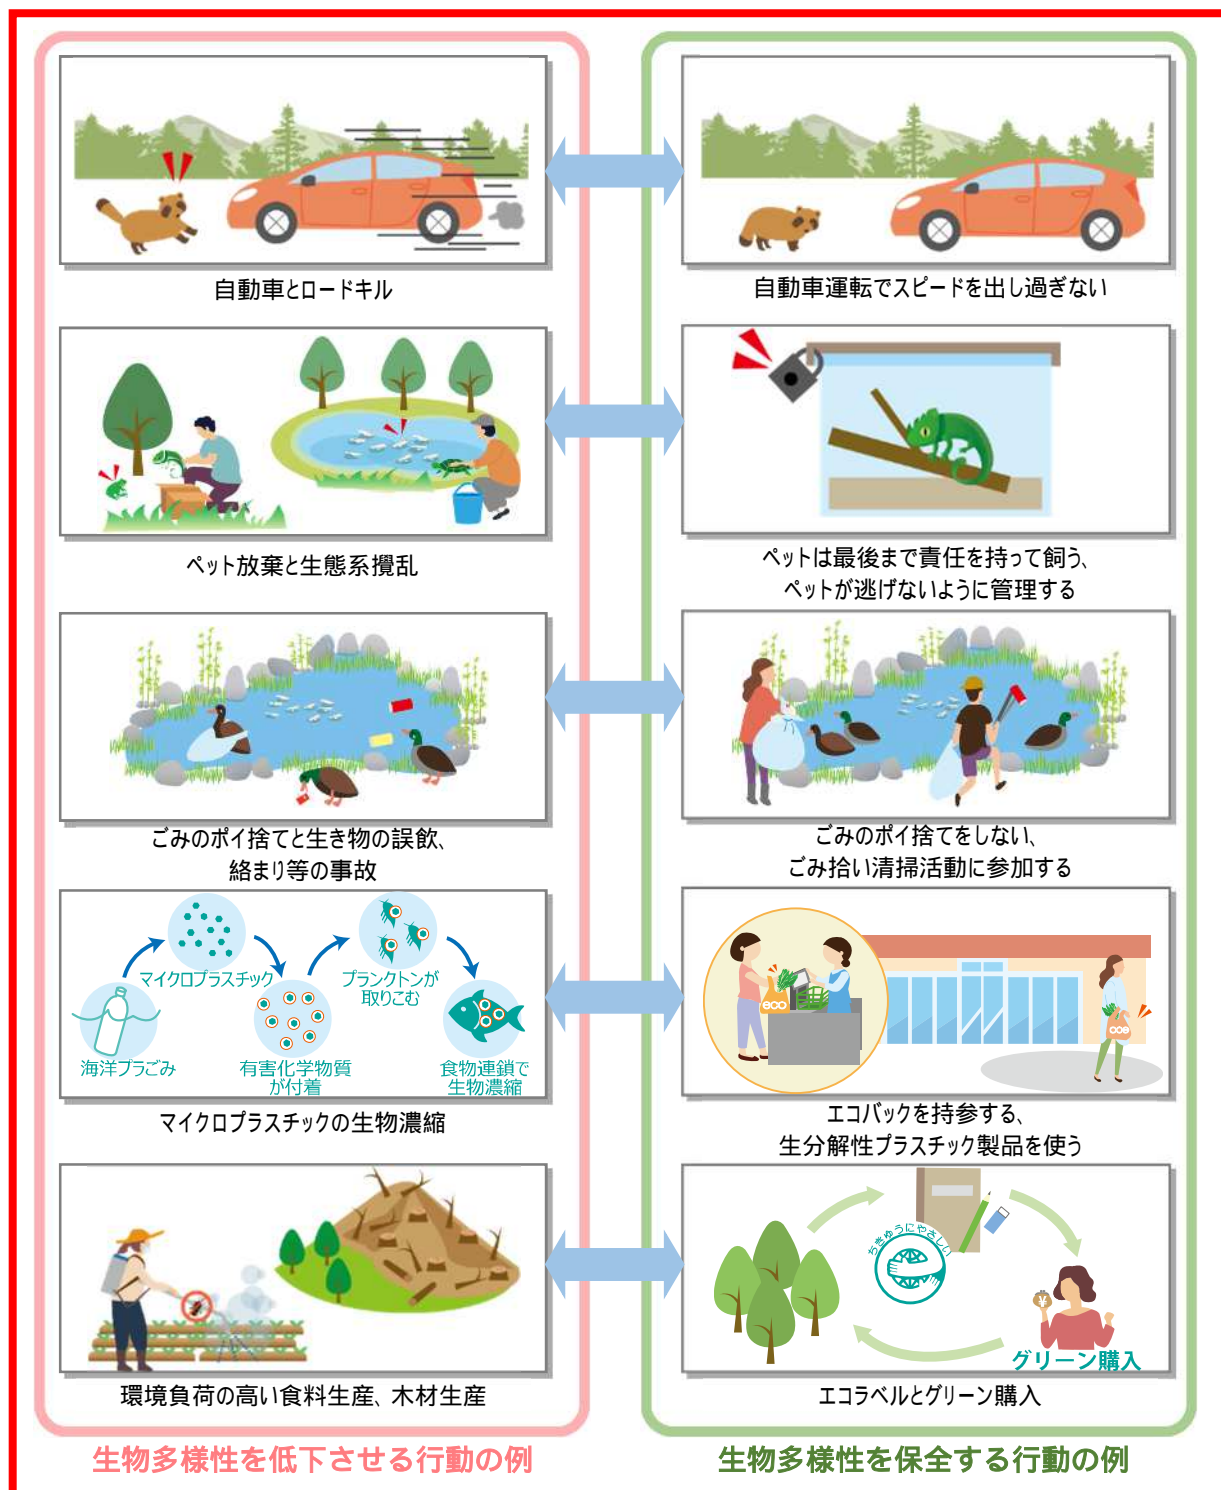 自動車とロードキル
自動車運転でスピードを出し過ぎない
ペット放棄と生態系攪乱
ペットは最後まで責任を持って飼う、
ペットが逃げないように管理する
ごみのポイ捨てと生き物の誤飲、
絡まり等の事故
ごみのポイ捨てをしない、
ごみ拾い清掃活動に参加する
マイクロプラスチック
プランクトンが
取りこむ
海洋プラごみ
有害化学物質
が付着
食物連鎖で
生物濃縮
マイクロプラスチックの生物濃縮
eco
eco
エコバックを持参する、
生分解性プラスチック製品を使う
環境負荷の高い食料生産、木材生産
ちきゅうにやさしい
¥
グリーン購入
エコラベルとグリーン購入
生物多様性を低下させる行動の例
生物多様性を保全する行動の例